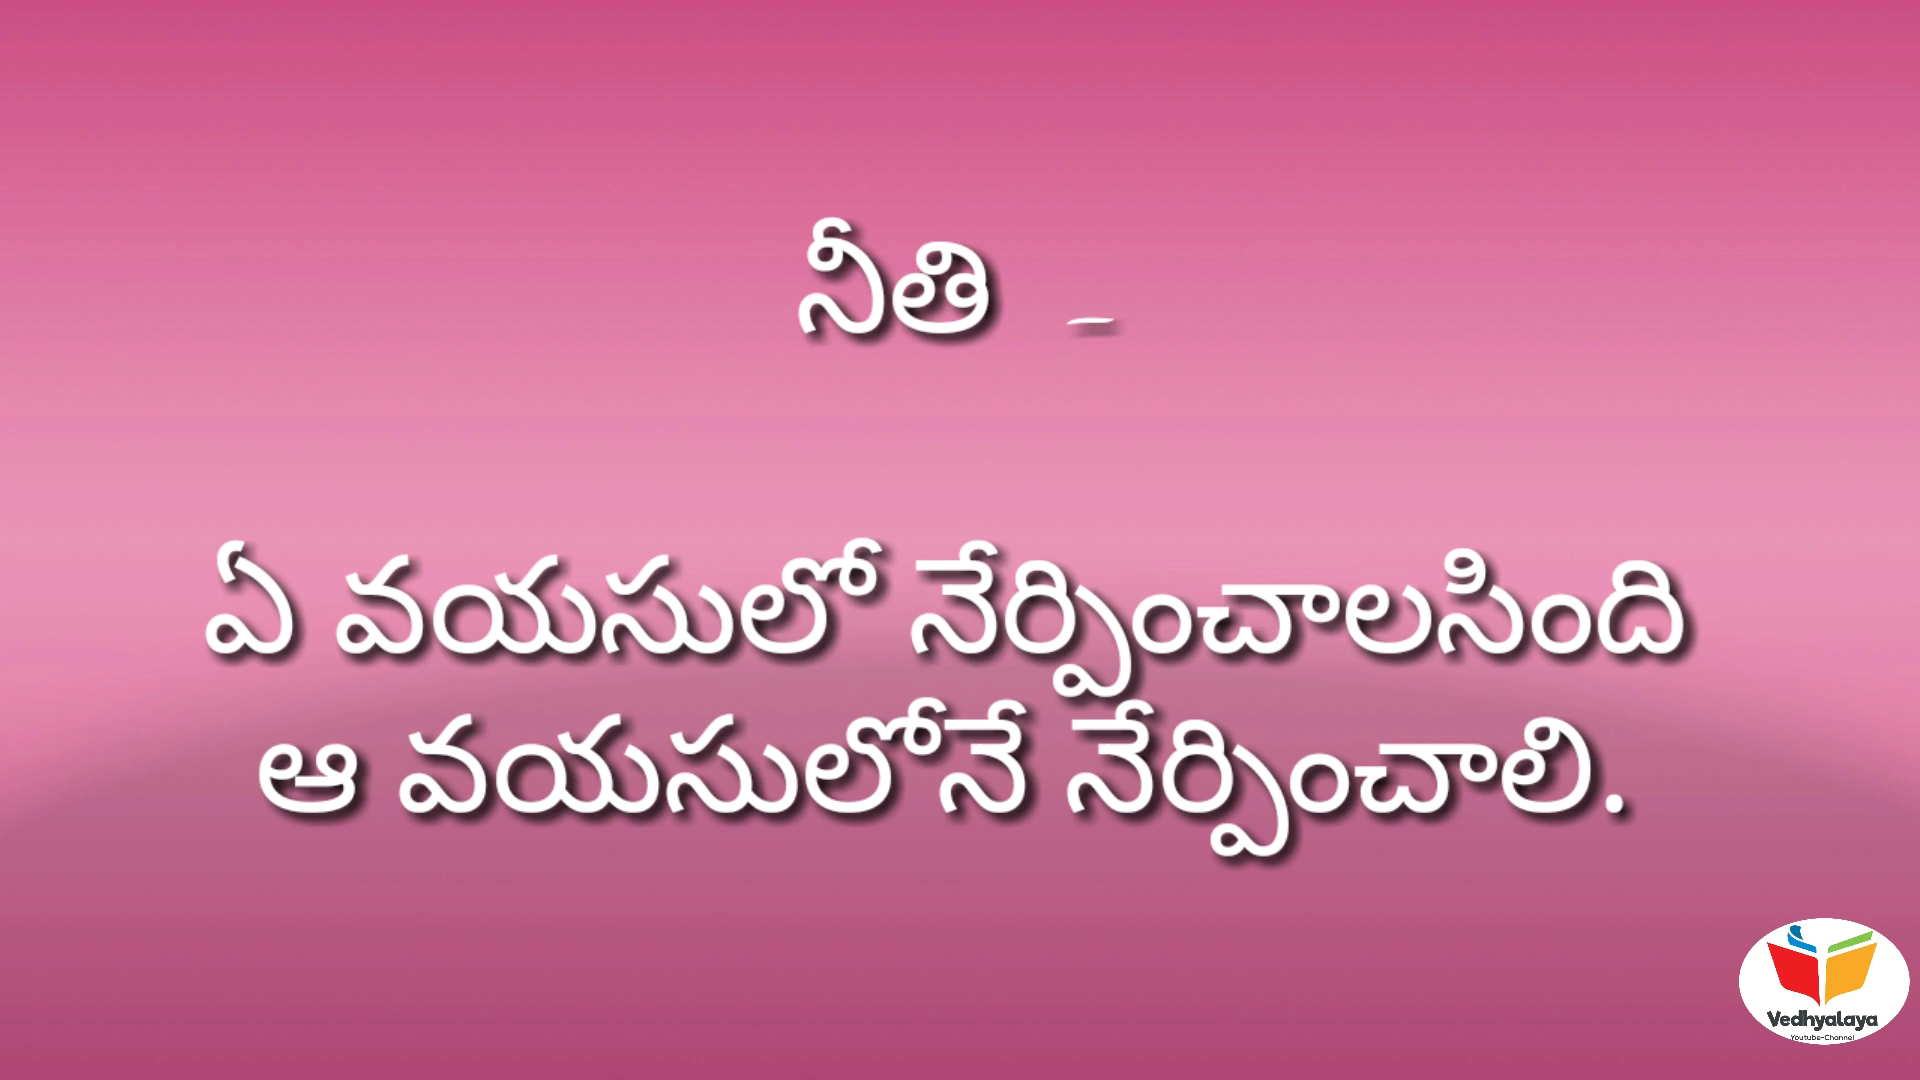 నీతి -
ఏ వయసులో నేర్పించాలసింది
ఆ వయసులోనే నేర్పించాలి.
Vedhyalaya
Youtube-Channel